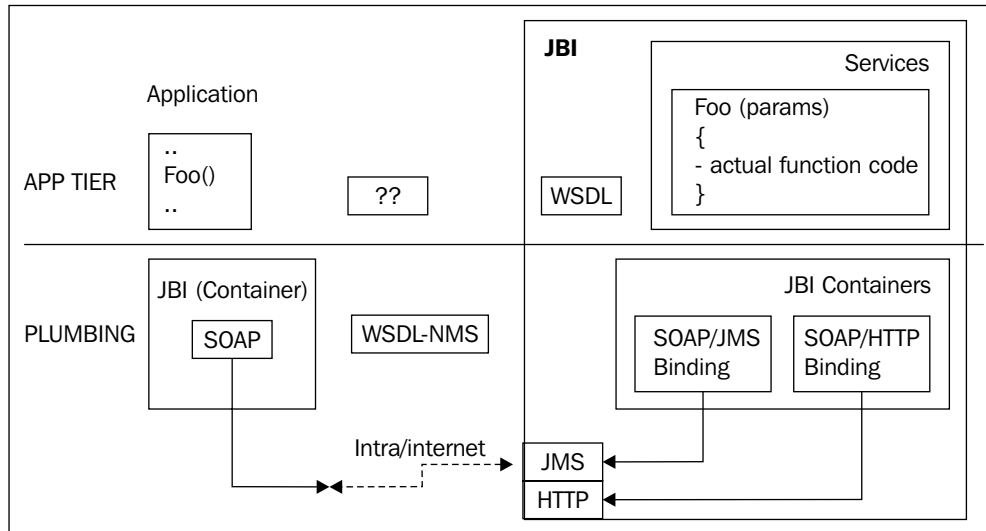 JBI
Services
Application
Foo (params)
{
- actual function code
}
..
Foo()
..
APP TIER
??
WSDL
JBI (Container)
JBI Containers
PLUMBING
SOAP
WSDL-NMS
SOAP/JMS
Binding
SOAP/HTTP
Binding
Intra/internet
JMS
HTTP